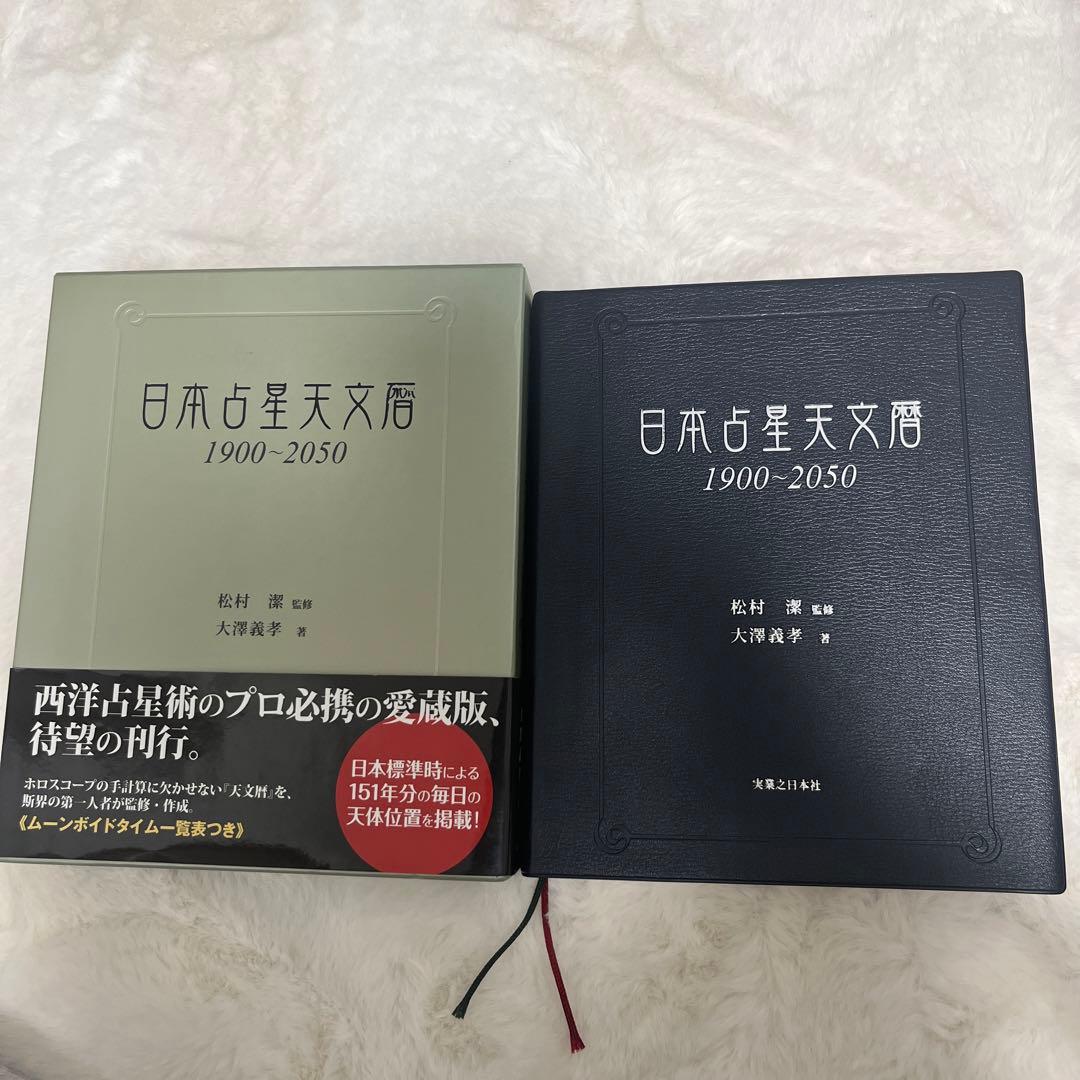 日本占星天文暦
1900~2050
松村 潔 監修
大澤義孝 著
西洋占星術のプロ必携の愛蔵版、
待望の刊行。
ホロスコープの手計算に欠かせない『天文暦』を、
斯界の第一人者が監修・作成。
《ムーンボイドタイム一覧表つき》
日本標準時による
151年分の毎日の
天体位置を掲載!
日本占星天文暦
1900~2050
松村 潔 監修
大澤義孝 著
実業之日本社